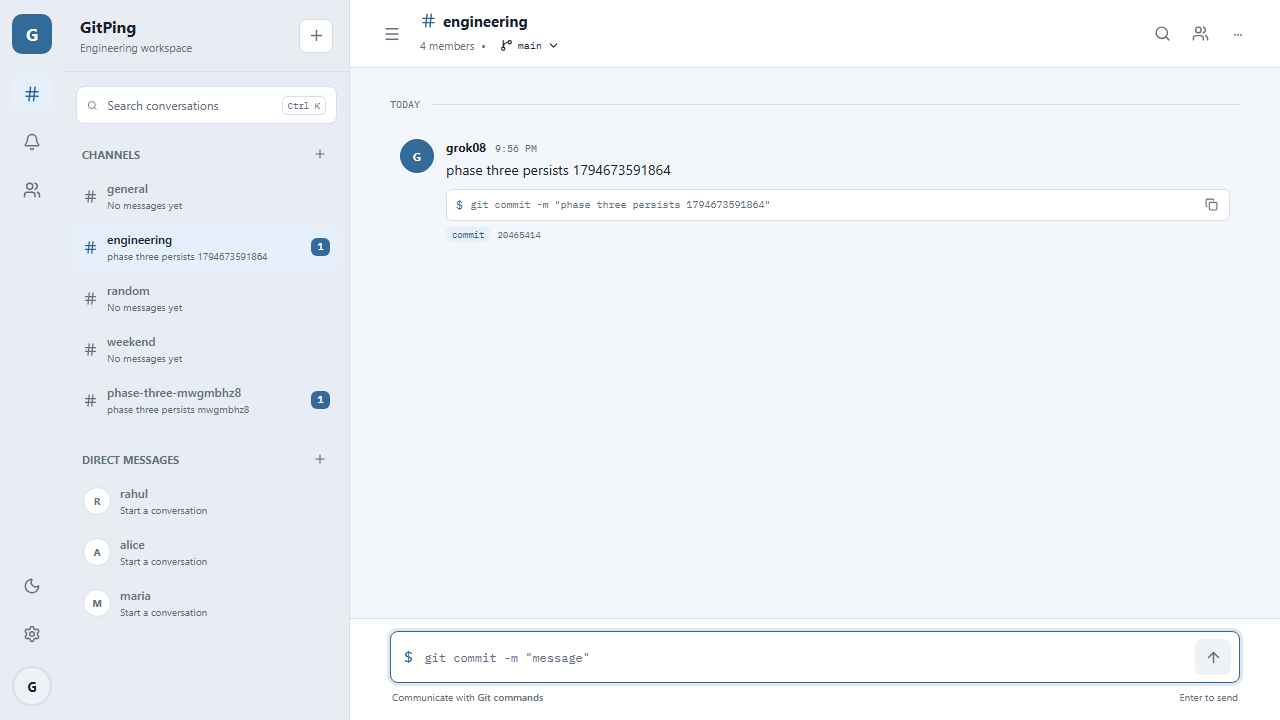 G
GitPing
Engineering workspace
Search conversations
Ctrl K
CHANNELS
general
No messages yet
engineering
phase three persists 1794673591864
1
random
No messages yet
weekend
No messages yet
phase-three-mwgmbhz8
phase three persists mwgmbhz8
1
DIRECT MESSAGES
R
rahul
Start a conversation
A
alice
Start a conversation
M
maria
Start a conversation
G
# engineering
4 members • main
TODAY
G
grok08 9:56 PM
phase three persists 1794673591864
$ git commit -m "phase three persists 1794673591864"
commit 20465414
$ git commit -m "message"
Communicate with Git commands
Enter to send